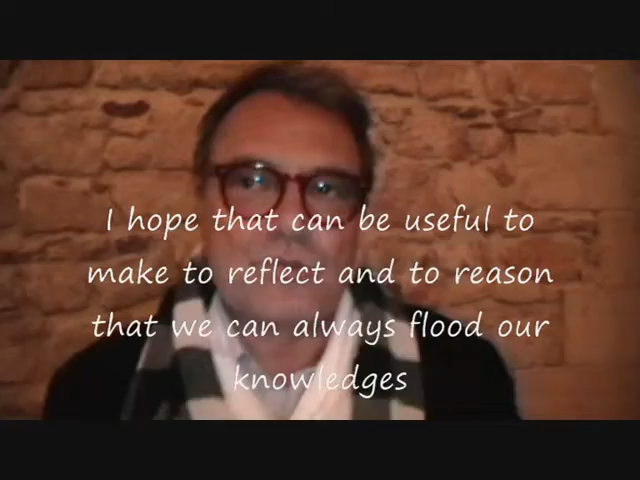 I hope that can be useful to
make to reflect and to reason
that we can always flood our
knowledges